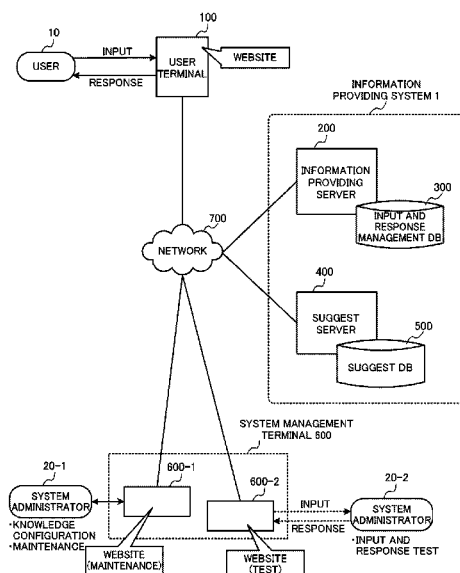 10
USER
INPUT
RESPONSE
100
USER
TERMINAL
WEBSITE
INFORMATION
PROVIDING SYSTEM 1
200
INFORMATION
PROVIDING
SERVER
300
INPUT AND
RESPONSE
MANAGEMENT DB
700
NETWORK
400
SUGGEST
SERVER
500
SUGGEST DB
SYSTEM MANAGEMENT
TERMINAL 600
20-1
SYSTEM
ADMINISTRATOR
・KNOWLEDGE
CONFIGURATION
・MAINTENANCE
600-1
WEBSITE
(MAINTENANCE)
600-2
WEBSITE
(TEST)
INPUT
RESPONSE
20-2
SYSTEM
ADMINISTRATOR
・INPUT AND
RESPONSE TEST